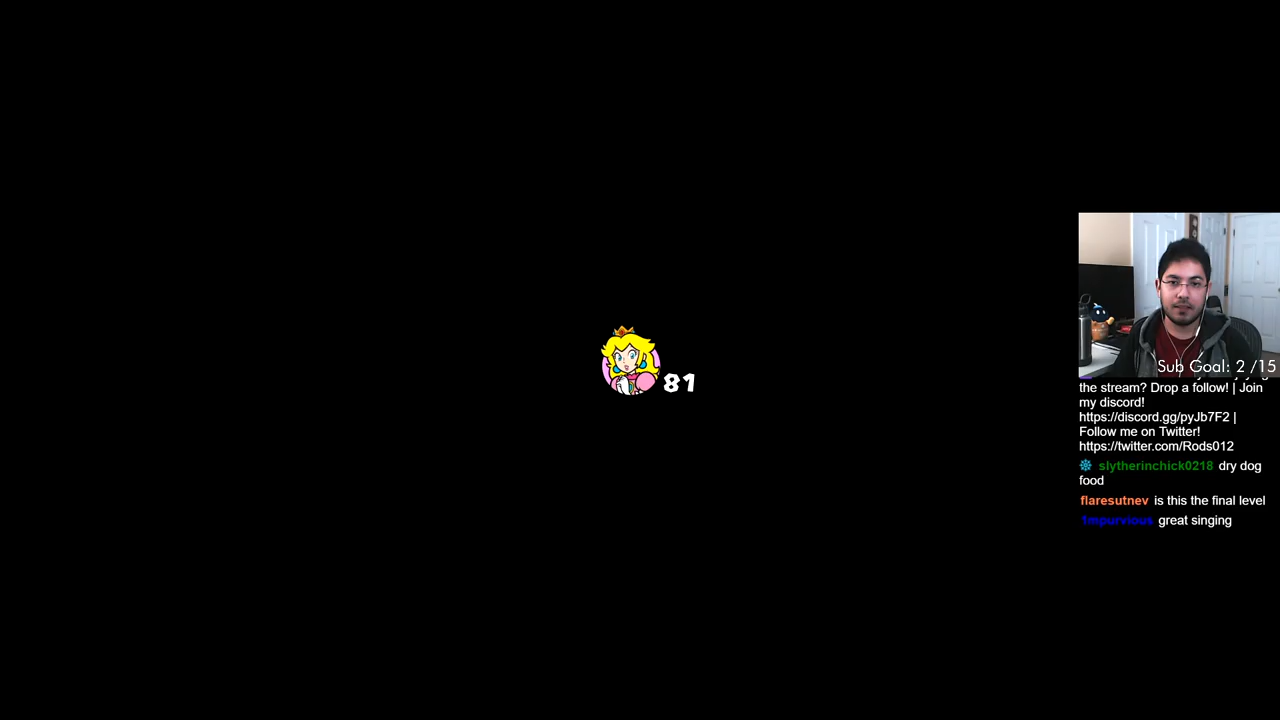 81
Sub Goal: 2 /15
the stream? Drop a follow! | Join
my discord!
https://discord.gg/pyJb7F2 |
Follow me on Twitter!
https://twitter.com/Rods012
slytherinchick0218 dry dog
food
flaresutnev is this the final level
1mpurvious great singing